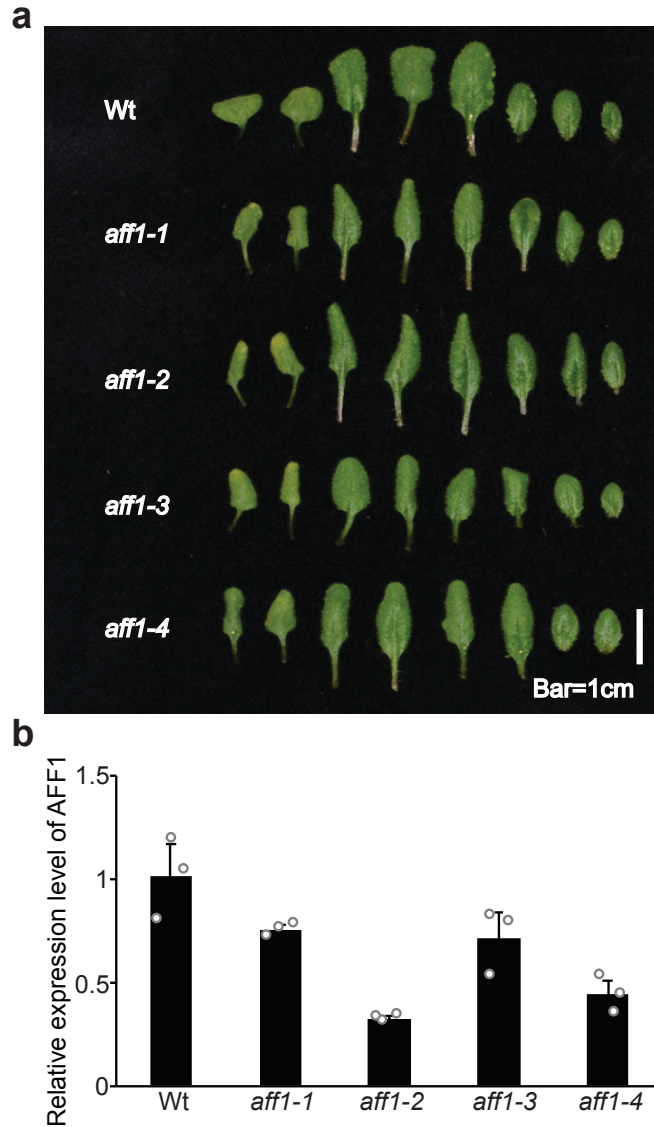 a
Wt
aff1-1
aff1-2
aff1-3
aff1-4
Bar=1cm
b
Relative expression level of AFF1
1.5
1
0.5
0
Wt aff1-1 aff1-2 aff1-3 aff1-4